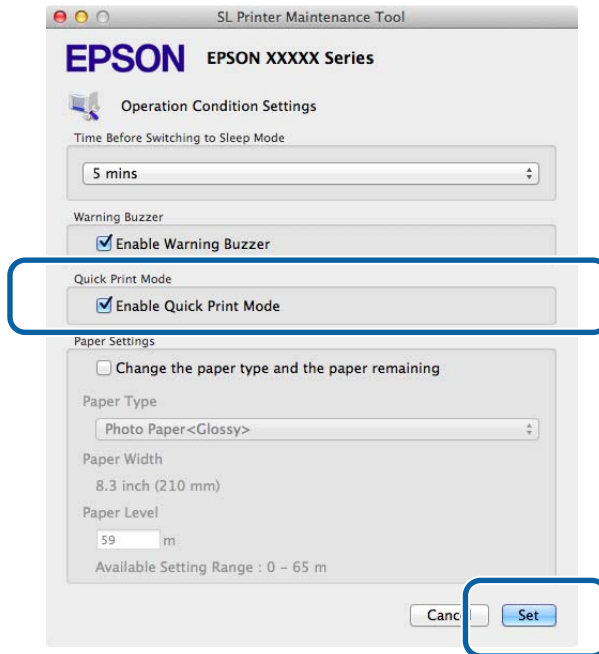 SL Printer Maintenance Tool
EPSON EPSON XXXXX Series
Operation Condition Settings
Time Before Switching to Sleep Mode
5 mins
Warning Buzzer
Enable Warning Buzzer
Quick Print Mode
Enable Quick Print Mode
Paper Settings
Change the paper type and the paper remaining
Paper Type
Photo Paper<Glossy>
Paper Width
8.3 inch (210 mm)
Paper Level
59 m
Available Setting Range : 0 – 65 m
Cancel Set